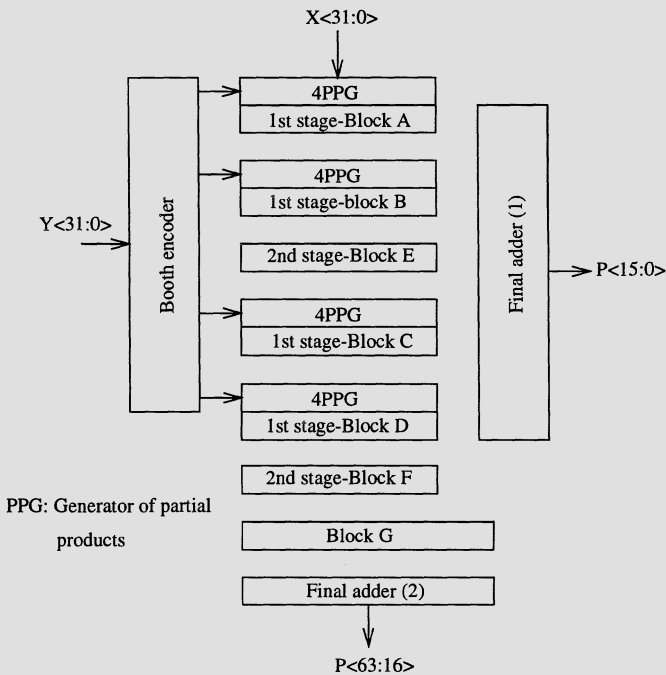 X<31:0>
4PPG
1st stage-Block A
4PPG
1st stage-block B
Y<31:0>
Booth encoder
2nd stage-Block E
Final adder (1)
P<15:0>
4PPG
1st stage-Block C
4PPG
1st stage-Block D
2nd stage-Block F
PPG: Generator of partial
products
Block G
Final adder (2)
P<63:16>